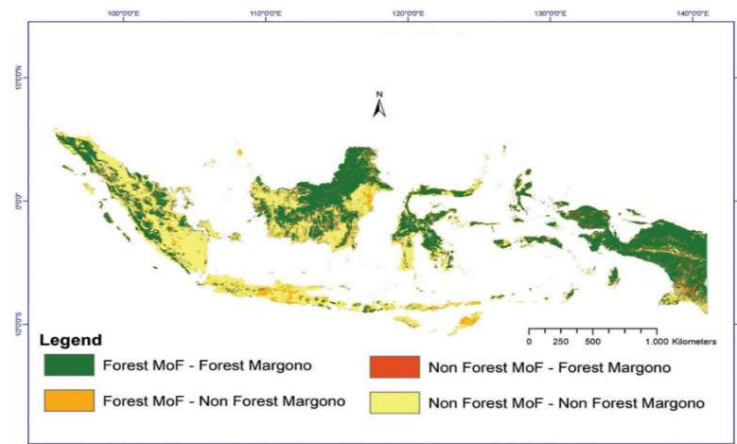 100°0'0"E 110°0'0"E 120°0'0"E 130°0'0"E 140°0'0"E
10°0'0"N
N
0°0'0"
10°0'0"S
Legend
0 250 500 1.000 Kilometers
Forest MoF - Forest Margono
Non Forest MoF - Forest Margono
Forest MoF - Non Forest Margono
Non Forest MoF - Non Forest Margono